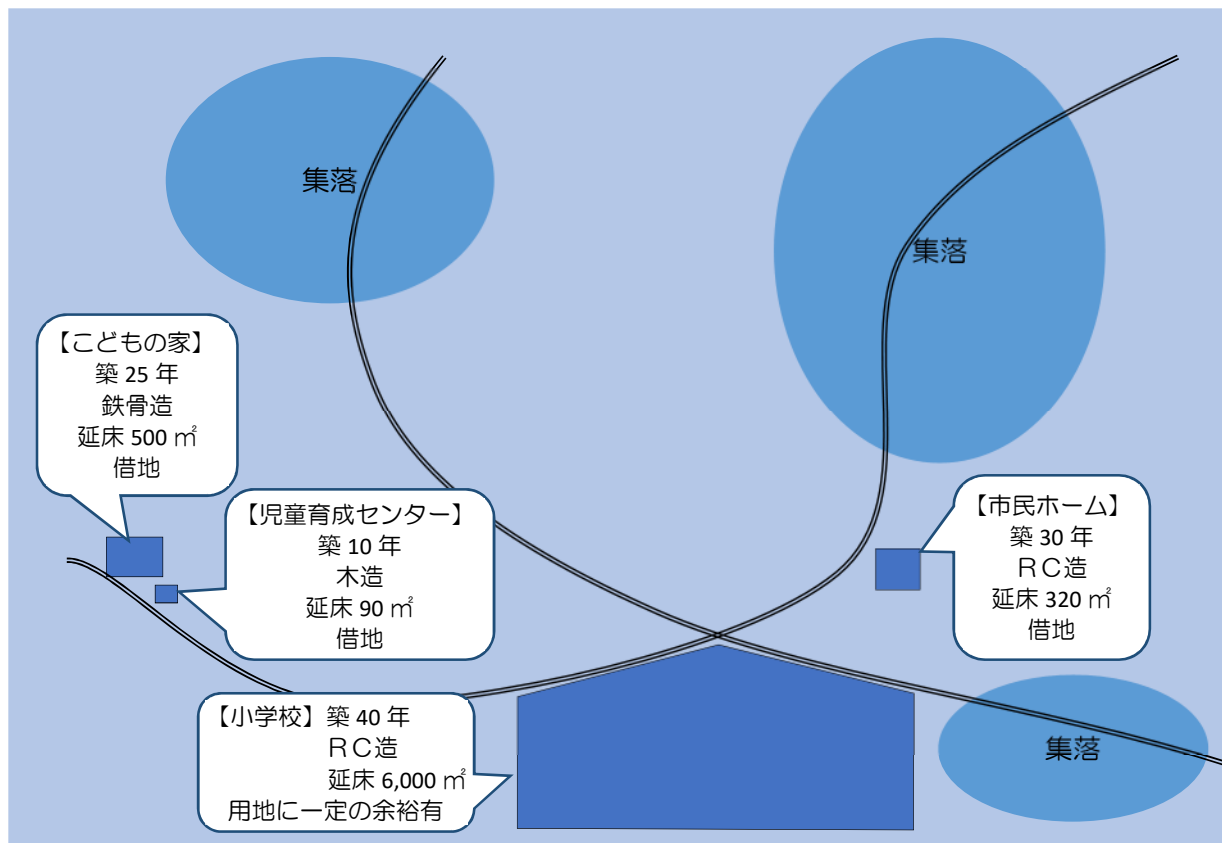 集落
集落
【こどもの家】
築 25 年
鉄骨造
延床 500 ㎡
借地
【児童育成センター】
築 10 年
木造
延床 90 ㎡
借地
【市民ホーム】
築 30 年
ＲＣ造
延床 320 ㎡
借地
【小学校】築 40 年
ＲＣ造
延床 6,000 ㎡
用地に一定の余裕有
集落